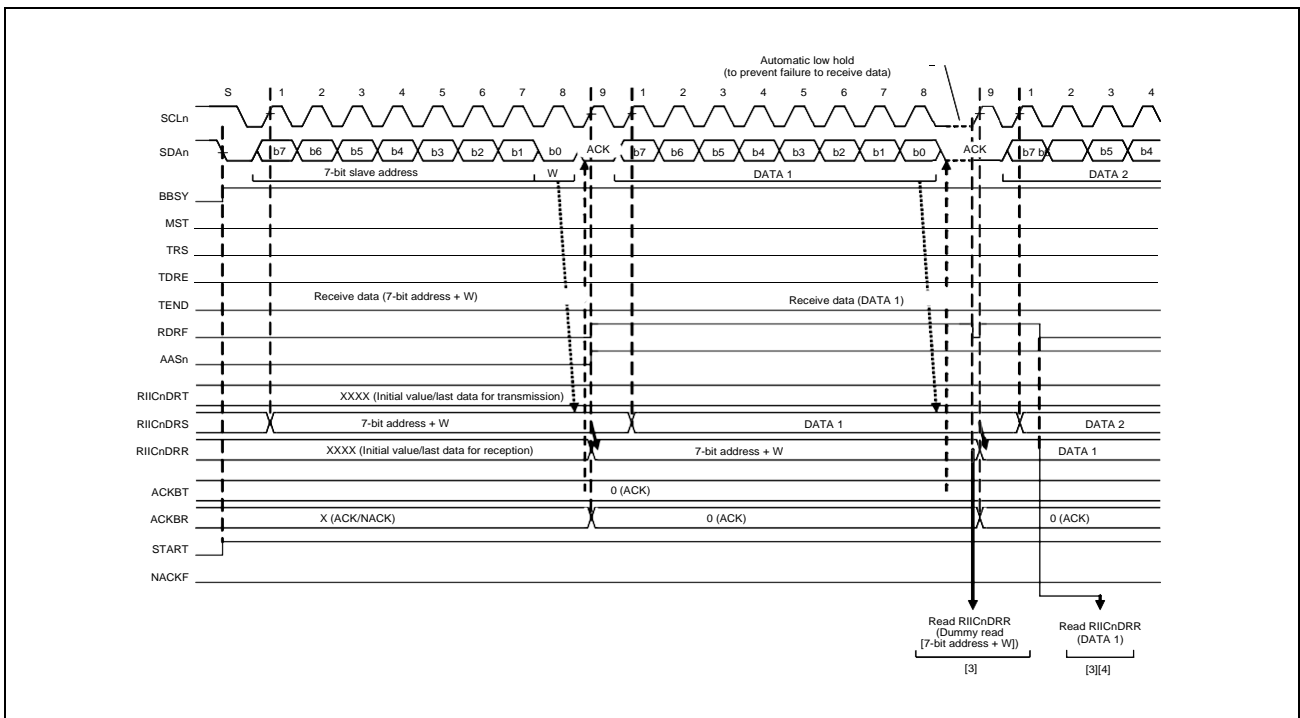 Automatic low hold
(to prevent failure to receive data)
S 1 2 3 4 5 6 7 8 9 1 2 3 4 5 6 7 8 9 1 2 3 4
SCLn
SDAn b7 b6 b5 b4 b3 b2 b1 b0 ACK b7 b6 b5 b4 b3 b2 b1 b0 ACK b7 b6 b5 b4
7-bit slave address W DATA 1 DATA 2
BBSY
MST
TRS
TDRE
Receive data (7-bit address + W) Receive data (DATA 1)
TEND
RDRF
AASn
RIICnDRT XXXX (Initial value/last data for transmission)
RIICnDRS 7-bit address + W DATA 1 DATA 2
RIICnDRR XXXX (Initial value/last data for reception) 7-bit address + W DATA 1
ACKBT 0 (ACK)
ACKBR X (ACK/NACK) 0 (ACK) 0 (ACK)
START
NACKF
Read RIICnDRR
(Dummy read
[7-bit address + W])
[3]
Read RIICnDRR
(DATA 1)
[3][4]